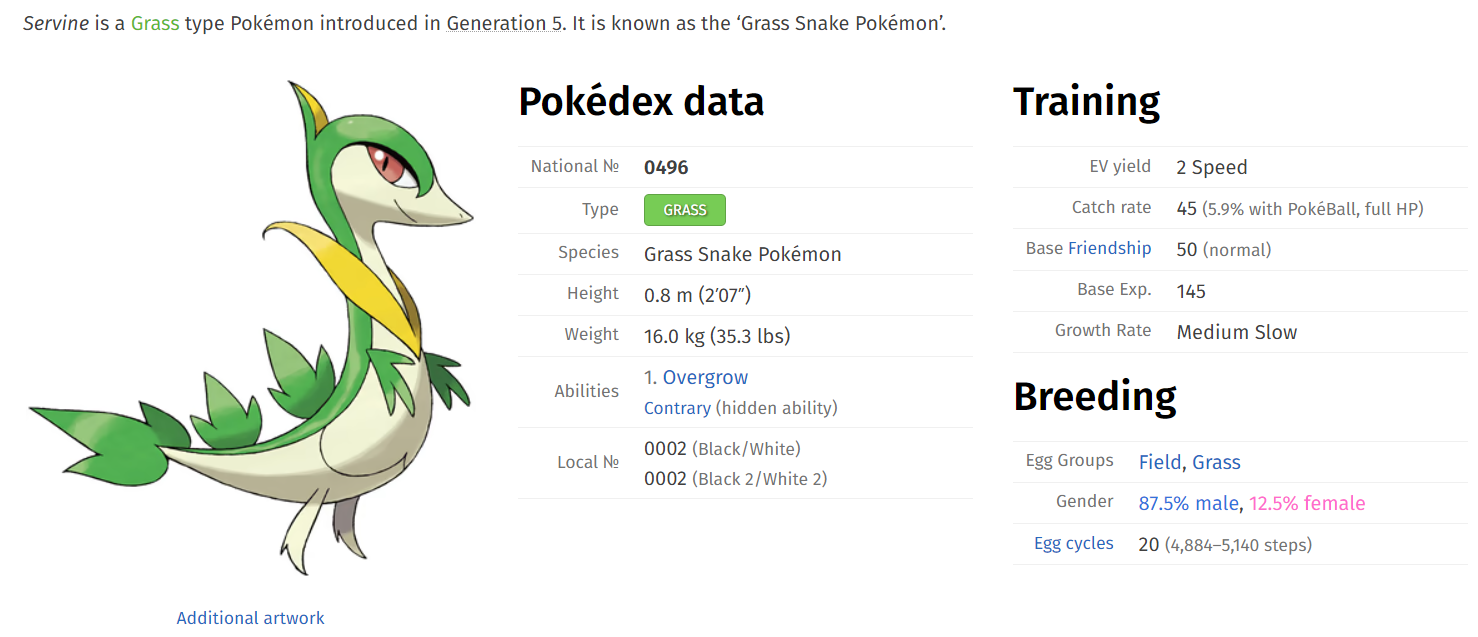 Servine is a Grass type Pokémon introduced in Generation 5. It is known as the ‘Grass Snake Pokémon’.
Additional artwork
Pokédex data
National № 0496
Type GRASS
Species Grass Snake Pokémon
Height 0.8 m (2′07″)
Weight 16.0 kg (35.3 lbs)
Abilities 1. Overgrow
Contrary (hidden ability)
Local № 0002 (Black/White)
0002 (Black 2/White 2)
Training
EV yield 2 Speed
Catch rate 45 (5.9% with PokéBall, full HP)
Base Friendship 50 (normal)
Base Exp. 145
Growth Rate Medium Slow
Breeding
Egg Groups Field, Grass
Gender 87.5% male, 12.5% female
Egg cycles 20 (4,884–5,140 steps)